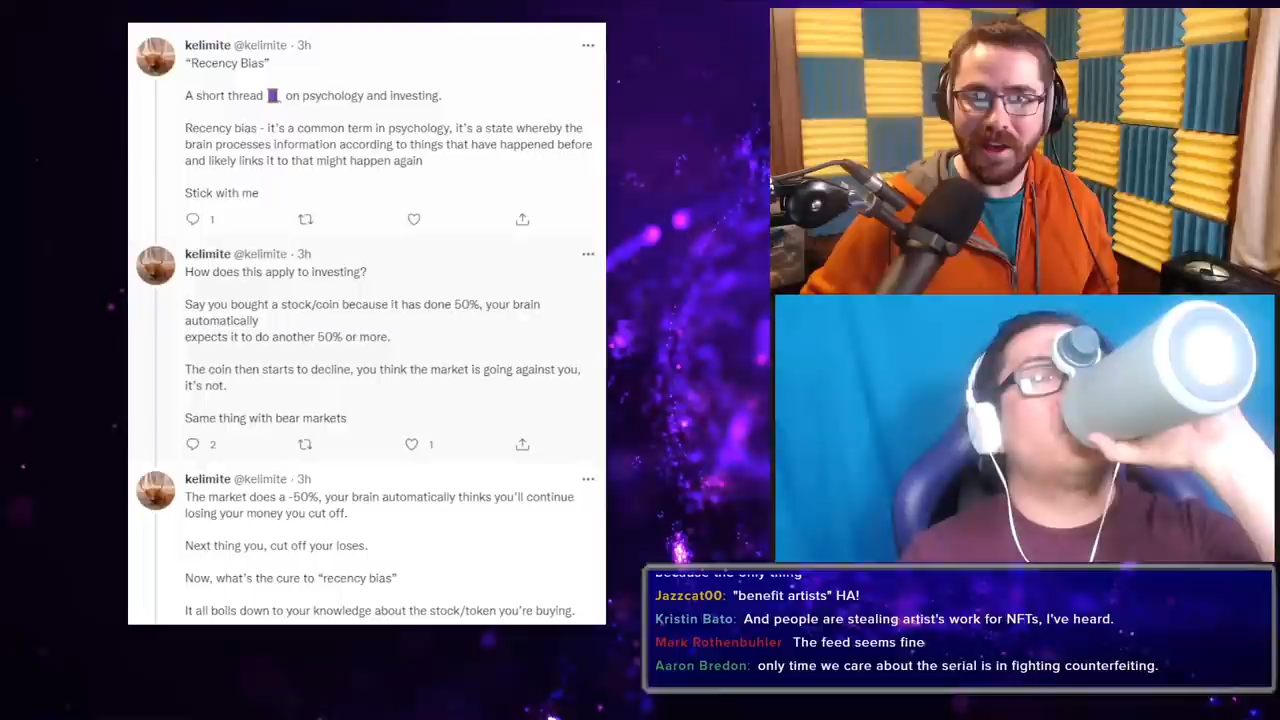 kelimite @kelimite · 3h
“Recency Bias”
A short thread 🧵 on psychology and investing.
Recency bias - it’s a common term in psychology, it’s a state whereby the
brain processes information according to things that have happened before
and likely links it to that might happen again
Stick with me
1
kelimite @kelimite · 3h
How does this apply to investing?
Say you bought a stock/coin because it has done 50%, your brain
automatically
expects it to do another 50% or more.
The coin then starts to decline, you think the market is going against you,
it’s not.
Same thing with bear markets
2 1
kelimite @kelimite · 3h
The market does a -50%, your brain automatically thinks you’ll continue
losing your money you cut off.
Next thing you, cut off your loses.
Now, what’s the cure to “recency bias”
It all bolls down to your knowledge about the stock/token you’re buying.
because the only thing
Jazzcat00: "benefit artists" HA!
Kristin Bato: And people are stealing artist's work for NFTs, I've heard.
Mark Rothenbuhler The feed seems fine
Aaron Bredon: only time we care about the serial is in fighting counterfeiting.